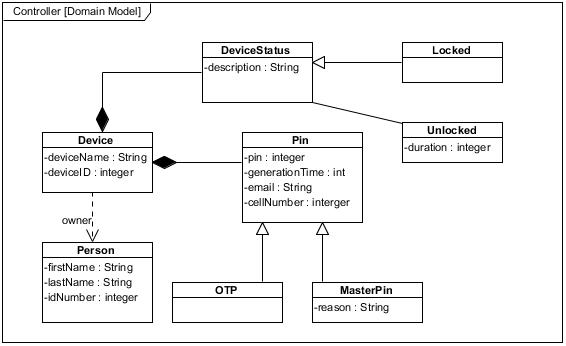 Controller [Domain Model]
DeviceStatus
-description : String
Locked
Unlocked
-duration : integer
Device
-deviceName : String
-deviceID : integer
Pin
-pin : integer
-generationTime : int
-email : String
-cellNumber : interger
owner
Person
-firstName : String
-lastName : String
-idNumber : integer
OTP
MasterPin
-reason : String